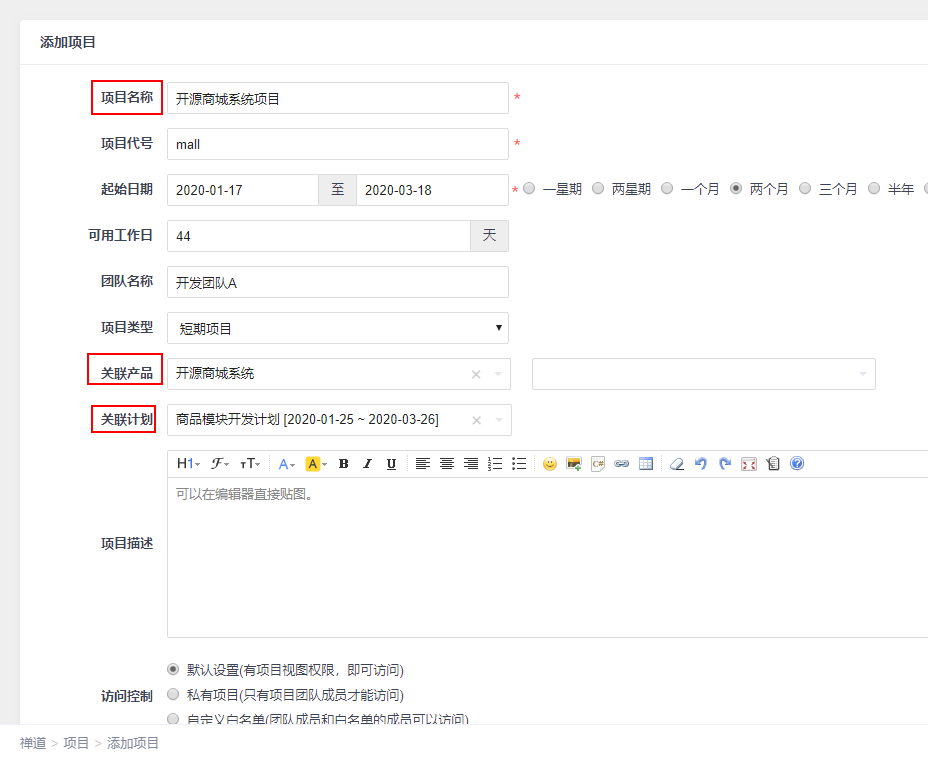 添加项目
项目名称 开源商城系统项目 *
项目代号 mall *
起始日期 2020-01-17 至 2020-03-18 * 一星期 两星期 一个月 两个月 三个月 半年
可用工作日 44 天
团队名称 开发团队A
项目类型 短期项目
关联产品 开源商城系统
关联计划 商品模块开发计划 [2020-01-25 ~ 2020-03-26]
H1 ℱ тT A A B I U C#
可以在编辑器直接贴图。
项目描述
默认设置(有项目视图权限，即可访问)
访问控制 私有项目(只有项目团队成员才能访问)
自定义白名单(团队成员和白名单的成员可以访问)
禅道 > 项目 > 添加项目